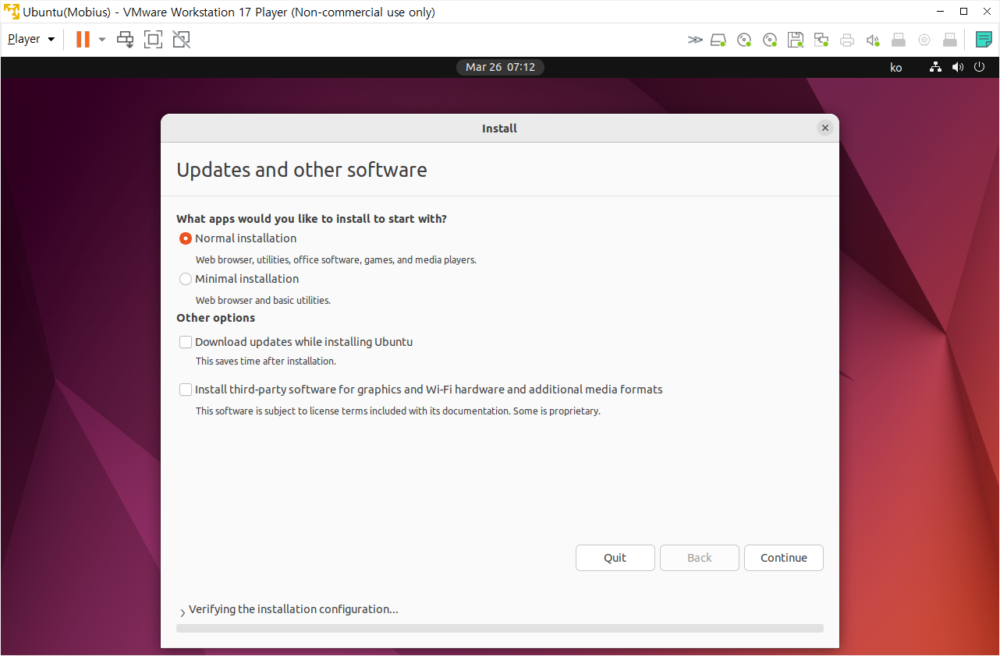 Ubuntu(Mobius) - VMware Workstation 17 Player (Non-commercial use only)
Player
Mar 26 07:12
ko
Install
Updates and other software
What apps would you like to install to start with?
Normal installation
Web browser, utilities, office software, games, and media players.
Minimal installation
Web browser and basic utilities.
Other options
Download updates while installing Ubuntu
This saves time after installation.
Install third-party software for graphics and Wi-Fi hardware and additional media formats
This software is subject to license terms included with its documentation. Some is proprietary.
Quit
Back
Continue
Verifying the installation configuration...